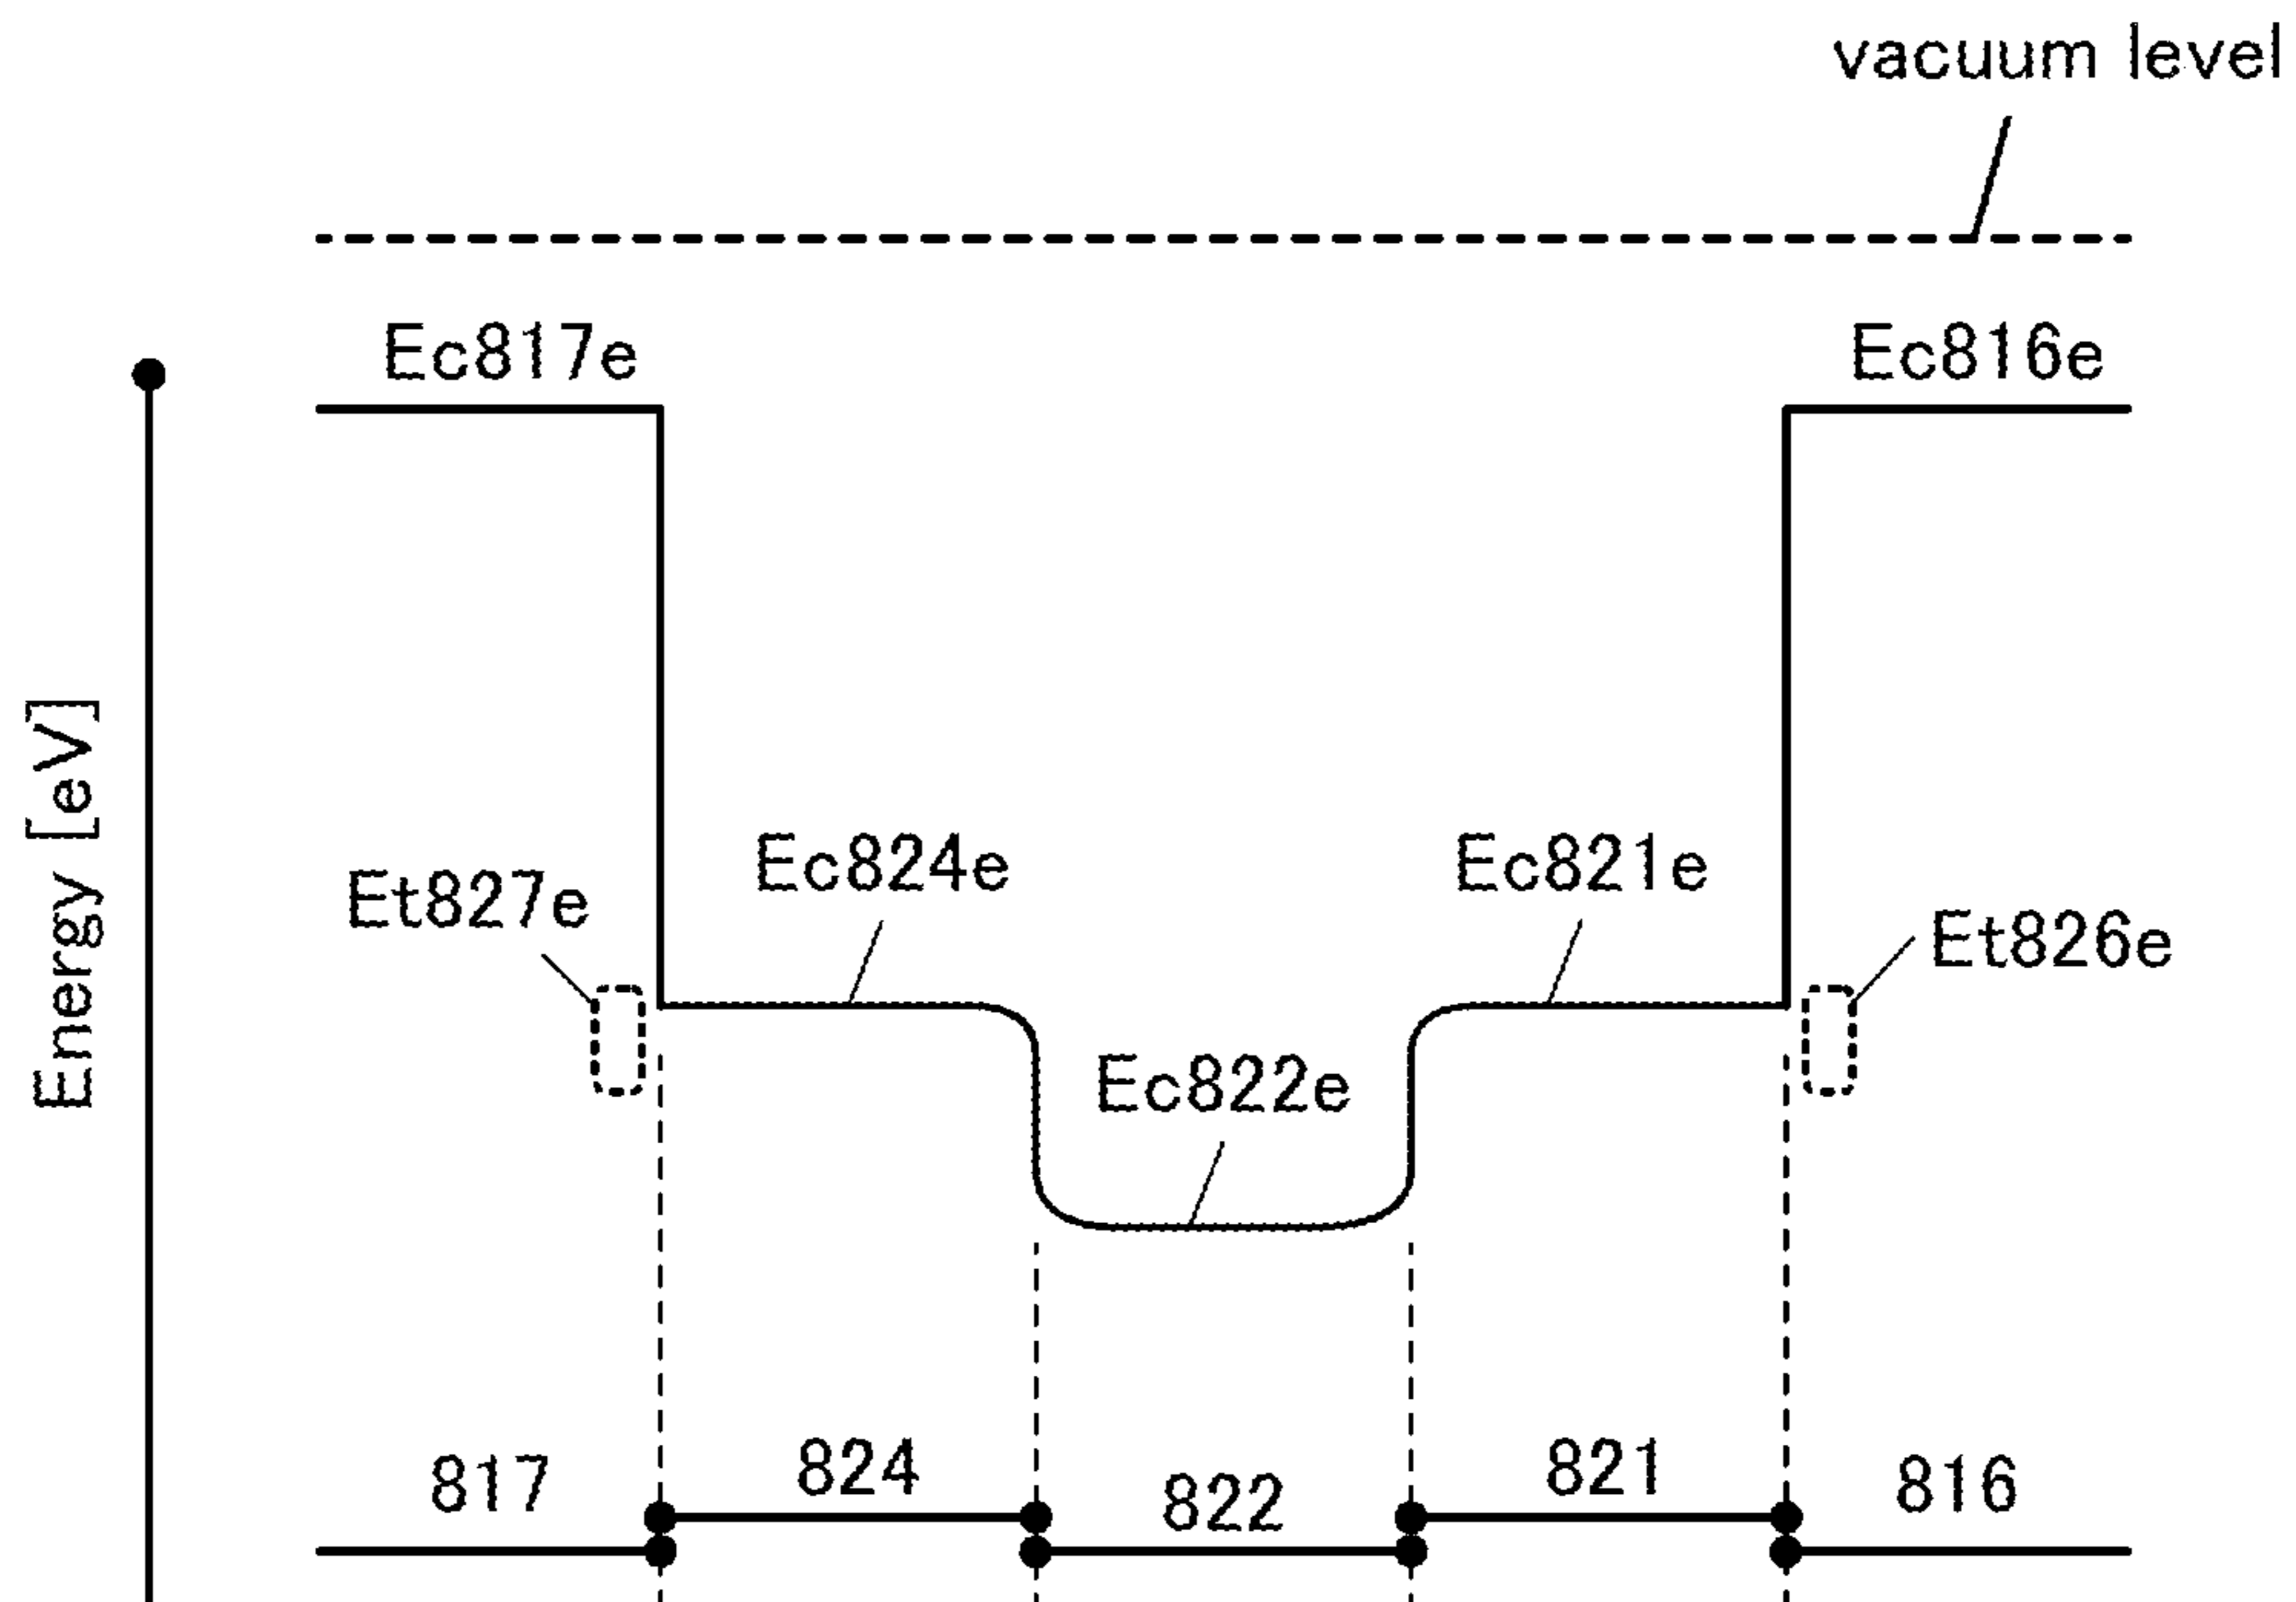 vacuum level
Ec817e
Ec816e
Energy [eV]
Ec824e
Ec821e
Et827e
Et826e
Ec822e
817
824
822
821
816